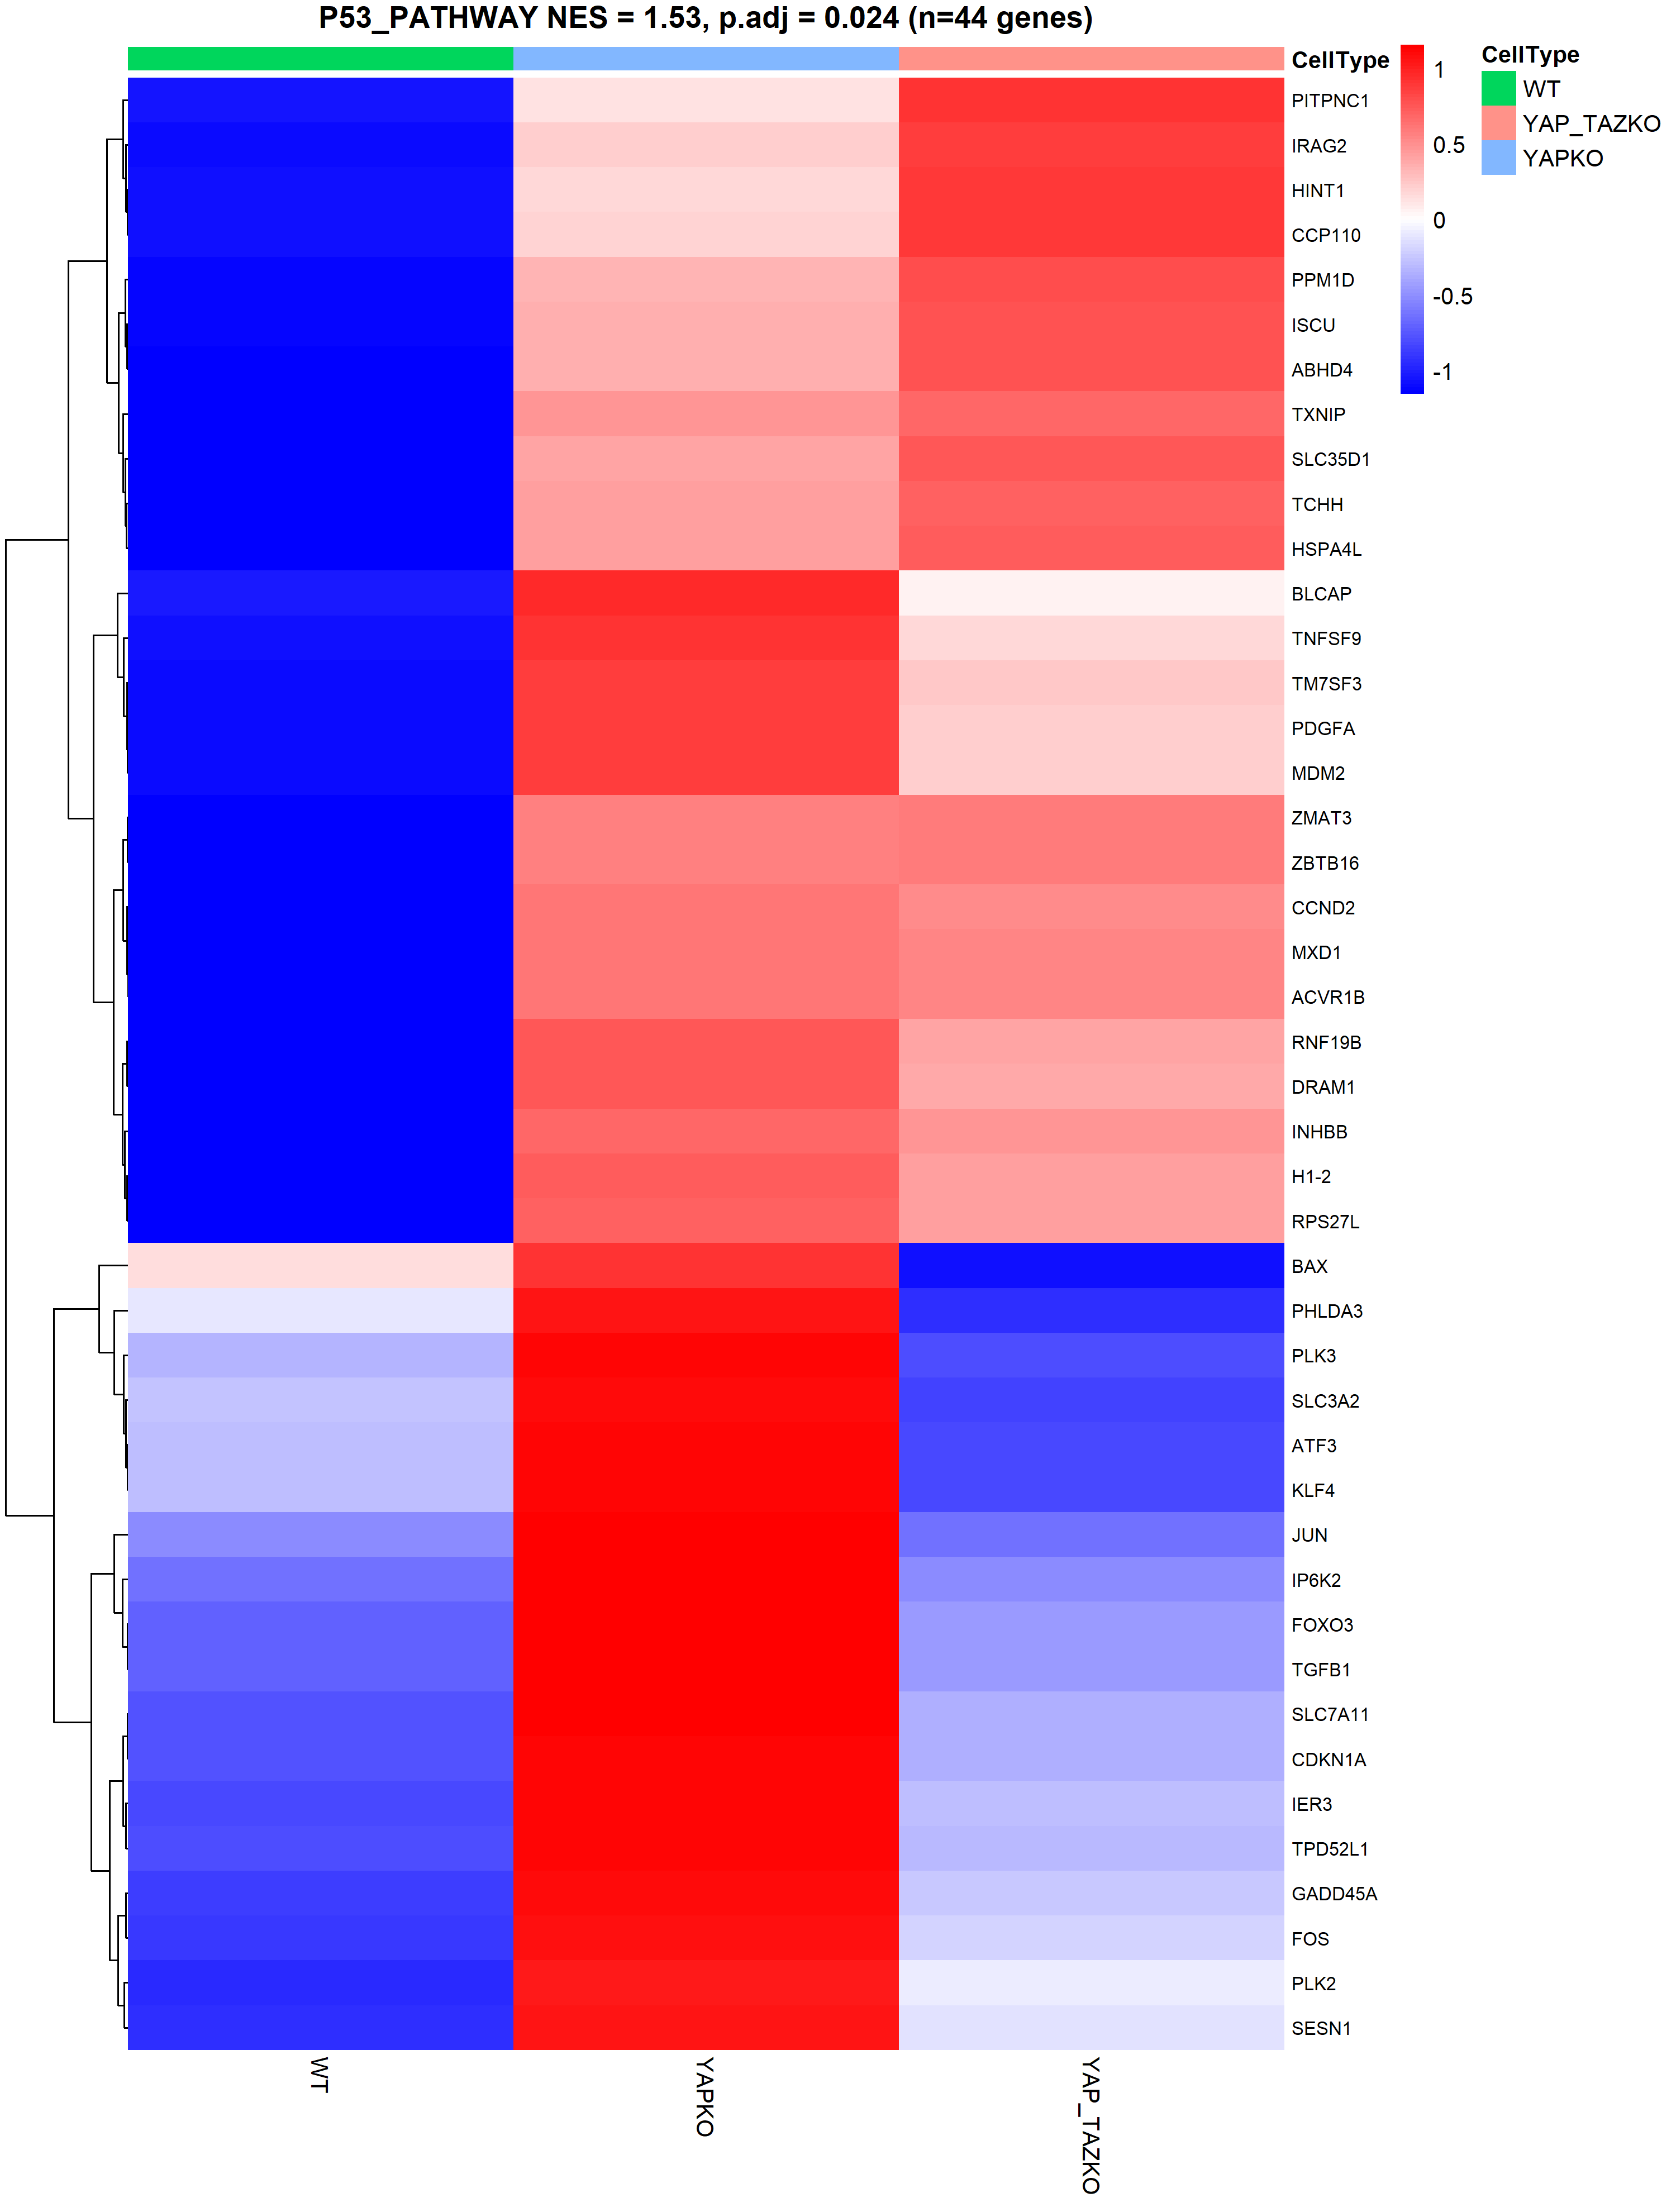 P53_PATHWAY NES = 1.53, p.adj = 0.024 (n=44 genes)
CellType
PITPNC1
IRAG2
HINT1
CCP110
PPM1D
ISCU
ABHD4
TXNIP
SLC35D1
TCHH
HSPA4L
BLCAP
TNFSF9
TM7SF3
PDGFA
MDM2
ZMAT3
ZBTB16
CCND2
MXD1
ACVR1B
RNF19B
DRAM1
INHBB
H1-2
RPS27L
BAX
PHLDA3
PLK3
SLC3A2
ATF3
KLF4
JUN
IP6K2
FOXO3
TGFB1
SLC7A11
CDKN1A
IER3
TPD52L1
GADD45A
FOS
PLK2
SESN1
1
0.5
0
-0.5
-1
CellType
WT
YAP_TAZKO
YAPKO
WT
YAPKO
YAP_TAZKO